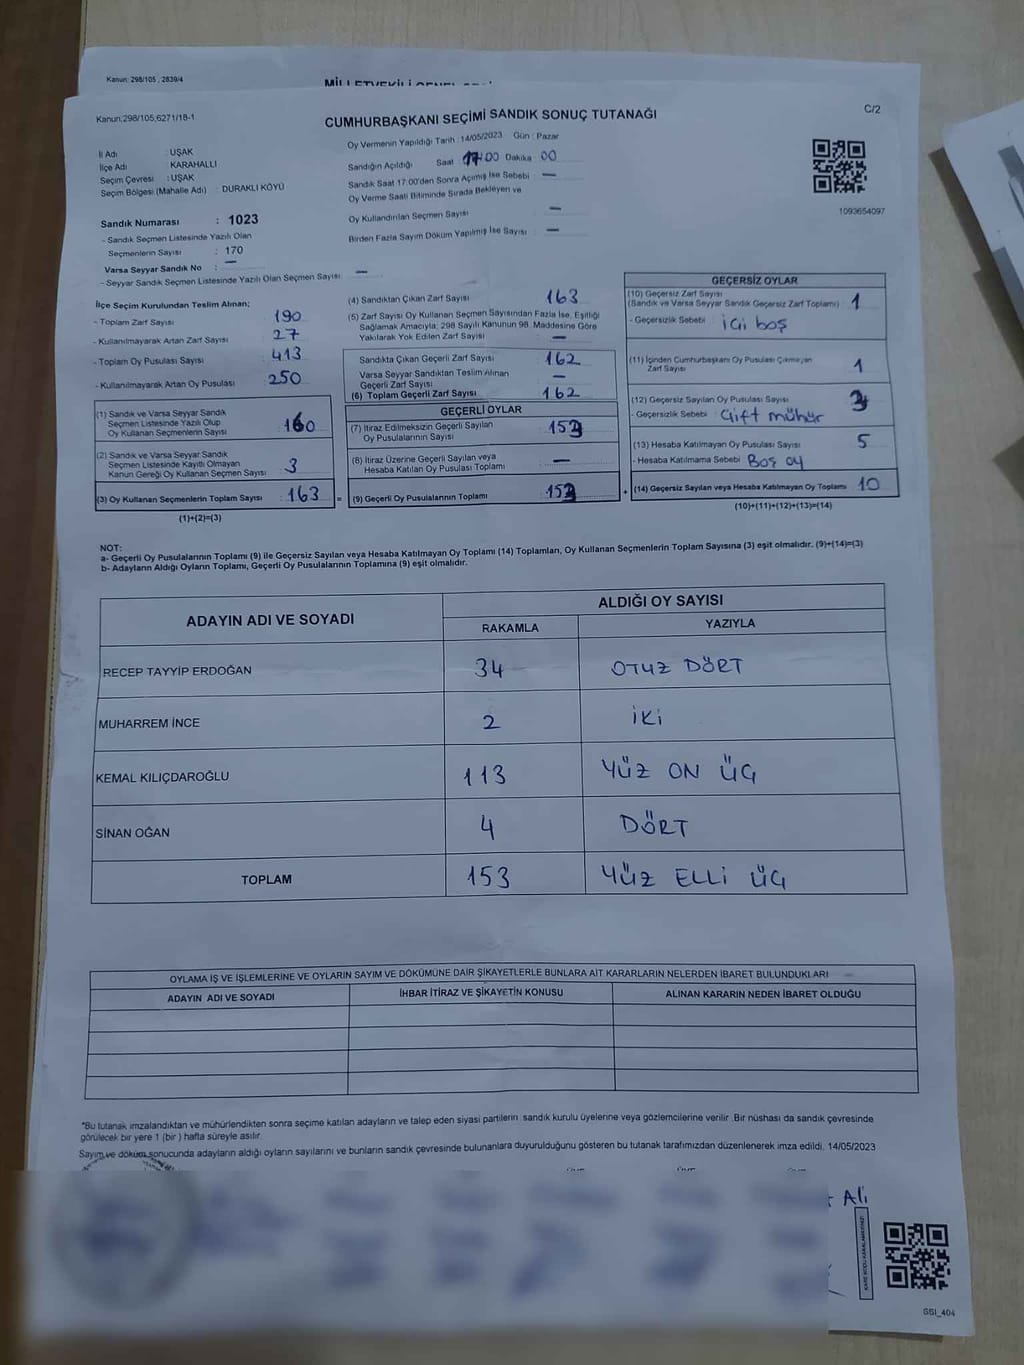 Kanun: 298/105, 2839/4
Kanun;298/105;6271/18-1
CUMHURBAŞKANI SEÇİMİ SANDIK SONUÇ TUTANAĞI
C/2
İl Adı : UŞAK
İlçe Adı : KARAHALLI
Seçim Çevresi : UŞAK
Seçim Bölgesi (Mahalle Adı) : DURAKLI KÖYÜ
Oy Vermenin Yapıldığı Tarih : 14/05/2023 Gün : Pazar
Sandığın Açıldığı Saat 17:00 Dakika 00
Sandık Saat 17:00'den Sonra Açılmış İse Sebebi : —
Oy Verme Saati Bitiminde Sırada Bekleyen ve
Oy Kullandırılan Seçmen Sayısı —
Birden Fazla Sayım Döküm Yapılmış İse Sayısı : —
1093654097
Sandık Numarası : 1023
- Sandık Seçmen Listesinde Yazılı Olan
Seçmenlerin Sayısı : 170
Varsa Seyyar Sandık No : —
- Seyyar Sandık Seçmen Listesinde Yazılı Olan Seçmen Sayısı : —
İlçe Seçim Kurulundan Teslim Alınan;
- Toplam Zarf Sayısı 190
- Kullanılmayarak Artan Zarf Sayısı 27
- Toplam Oy Pusulası Sayısı : 413
- Kullanılmayarak Artan Oy Pusulası : 250
(1) Sandık ve Varsa Seyyar Sandık
Seçmen Listesinde Yazılı Olup
Oy Kullanan Seçmenlerin Sayısı : 160
(2) Sandık ve Varsa Seyyar Sandık
Seçmen Listesinde Kayıtlı Olmayan
Kanun Gereği Oy Kullanan Seçmen Sayısı : 3
(3) Oy Kullanan Seçmenlerin Toplam Sayısı : 163 =
(1)+(2)=(3)
(4) Sandıktan Çıkan Zarf Sayısı 163
(5) Zarf Sayısı Oy Kullanan Seçmen Sayısından Fazla İse, Eşitliği
Sağlamak Amacıyla, 298 Sayılı Kanunun 98. Maddesine Göre
Yakılarak Yok Edilen Zarf Sayısı : —
Sandıkta Çıkan Geçerli Zarf Sayısı : 162
Varsa Seyyar Sandıktan Teslim Alınan
Geçerli Zarf Sayısı : —
(6) Toplam Geçerli Zarf Sayısı : 162
GEÇERLİ OYLAR
(7) İtiraz Edilmeksizin Geçerli Sayılan
Oy Pusulalarının Sayısı : 153
(8) İtiraz Üzerine Geçerli Sayılan veya
Hesaba Katılan Oy Pusulası Toplamı : —
(9) Geçerli Oy Pusulalarının Toplamı : 153 +
GEÇERSİZ OYLAR
(10) Geçersiz Zarf Sayısı
(Sandık ve Varsa Seyyar Sandık Geçersiz Zarf Toplamı) : 1
- Geçersizlik Sebebi : içi boş
(11) İçinden Cumhurbaşkanı Oy Pusulası Çıkmayan
Zarf Sayısı 1
(12) Geçersiz Sayılan Oy Pusulası Sayısı 3
- Geçersizlik Sebebi : Çift mühür
(13) Hesaba Katılmayan Oy Pusulası Sayısı 5
- Hesaba Katılmama Sebebi : Boş oy
(14) Geçersiz Sayılan veya Hesaba Katılmayan Oy Toplamı : 10
(10)+(11)+(12)+(13)=(14)
NOT:
a- Geçerli Oy Pusulalarının Toplamı (9) ile Geçersiz Sayılan veya Hesaba Katılmayan Oy Toplamı (14) Toplamları, Oy Kullanan Seçmenlerin Toplam Sayısına (3) eşit olmalıdır. (9)+(14)=(3)
b- Adayların Aldığı Oyların Toplamı, Geçerli Oy Pusulalarının Toplamına (9) eşit olmalıdır.
ADAYIN ADI VE SOYADI ALDIĞI OY SAYISI
RAKAMLA YAZIYLA
RECEP TAYYİP ERDOĞAN 34 OTUZ DÖRT
MUHARREM İNCE 2 İKİ
KEMAL KILIÇDAROĞLU 113 YÜZ ON ÜÇ
SİNAN OĞAN 4 DÖRT
TOPLAM 153 YÜZ ELLİ ÜÇ
OYLAMA İŞ VE İŞLEMLERİNE VE OYLARIN SAYIM VE DÖKÜMÜNE DAİR ŞİKAYETLERLE BUNLARA AİT KARARLARIN NELERDEN İBARET BULUNDUKLARI
ADAYIN ADI VE SOYADI İHBAR İTİRAZ VE ŞİKAYETİN KONUSU ALINAN KARARIN NEDEN İBARET OLDUĞU
*Bu tutanak imzalandıktan ve mühürlendikten sonra seçime katılan adayların ve talep eden siyasi partilerin sandık kurulu üyelerine veya gözlemcilerine verilir. Bir nüshası da sandık çevresinde
görülecek bir yere 1 (bir) hafta süreyle asılır.
Sayım ve döküm sonucunda adayların aldığı oyların sayılarını ve bunların sandık çevresinde bulunanlara duyurulduğunu gösteren bu tutanak tarafımızdan düzenlenerek imza edildi. 14/05/2023
Ali
KARE KODU KARALAMAYINIZ!
SSI_404